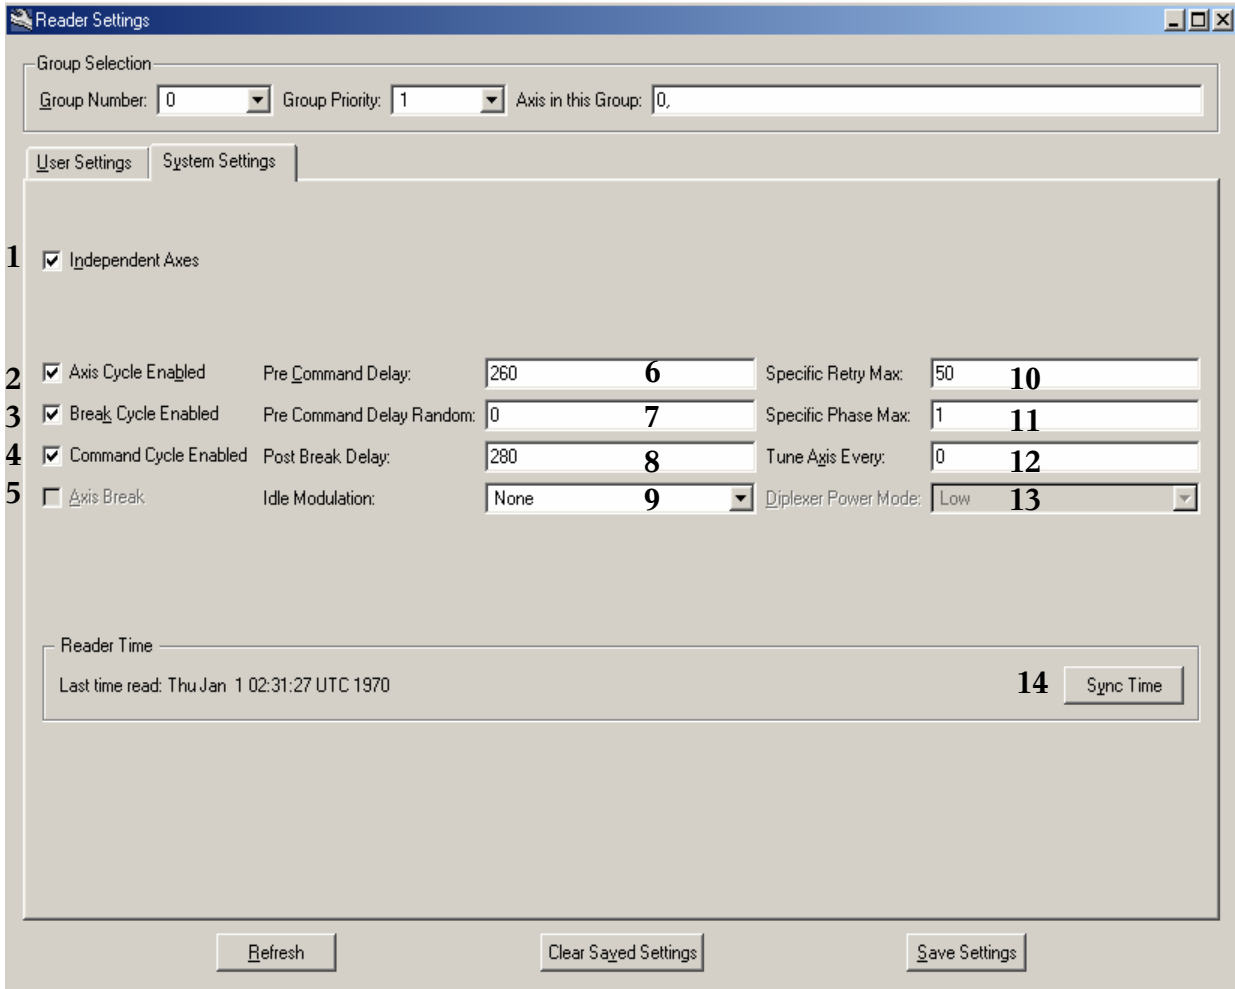 Reader Settings
Group Selection
Group Number: 0 Group Priority: 1 Axis in this Group: 0,
User Settings System Settings
1 Independent Axes
2 Axis Cycle Enabled Pre Command Delay: 260 6 Specific Retry Max: 50 10
3 Break Cycle Enabled Pre Command Delay Random: 0 7 Specific Phase Max: 1 11
4 Command Cycle Enabled Post Break Delay: 280 8 Tune Axis Every: 0 12
5 Axis Break Idle Modulation: None 9 Diplexer Power Mode: Low 13
Reader Time
Last time read: Thu Jan 1 02:31:27 UTC 1970 14 Sync Time
Refresh Clear Saved Settings Save Settings